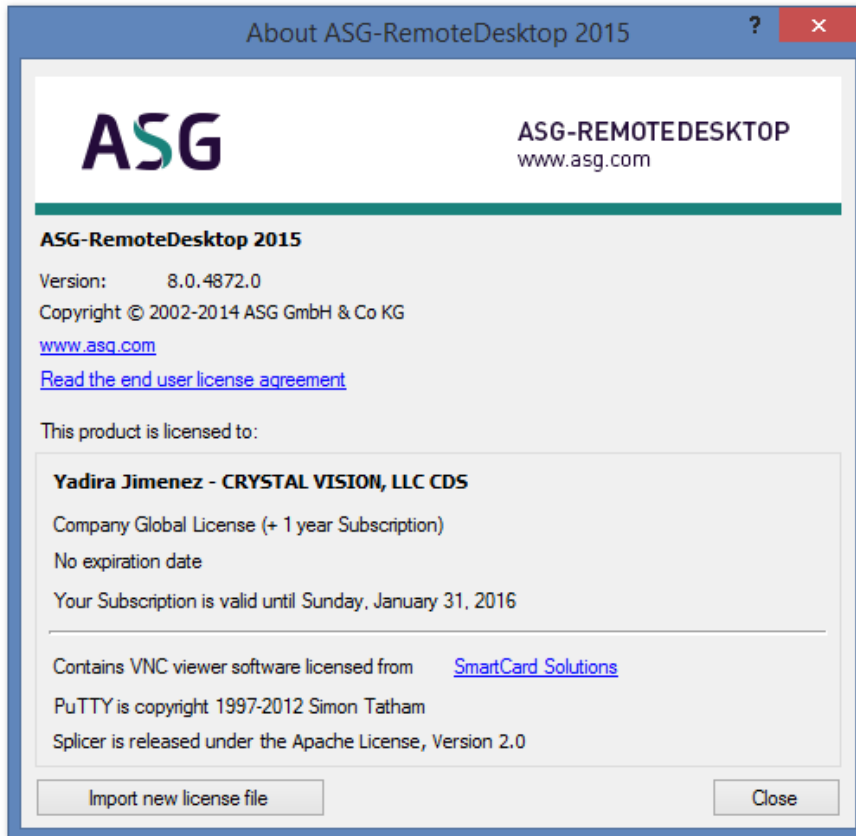 About ASG-RemoteDesktop 2015
?
ASG
ASG-REMOTEDESKTOP
www.asg.com
ASG-RemoteDesktop 2015
Version: 8.0.4872.0
Copyright © 2002-2014 ASG GmbH & Co KG
www.asg.com
Read the end user license agreement
This product is licensed to:
Yadira Jimenez - CRYSTAL VISION, LLC CDS
Company Global License (+ 1 year Subscription)
No expiration date
Your Subscription is valid until Sunday, January 31, 2016
Contains VNC viewer software licensed from SmartCard Solutions
PuTTY is copyright 1997-2012 Simon Tatham
Splicer is released under the Apache License, Version 2.0
Import new license file
Close